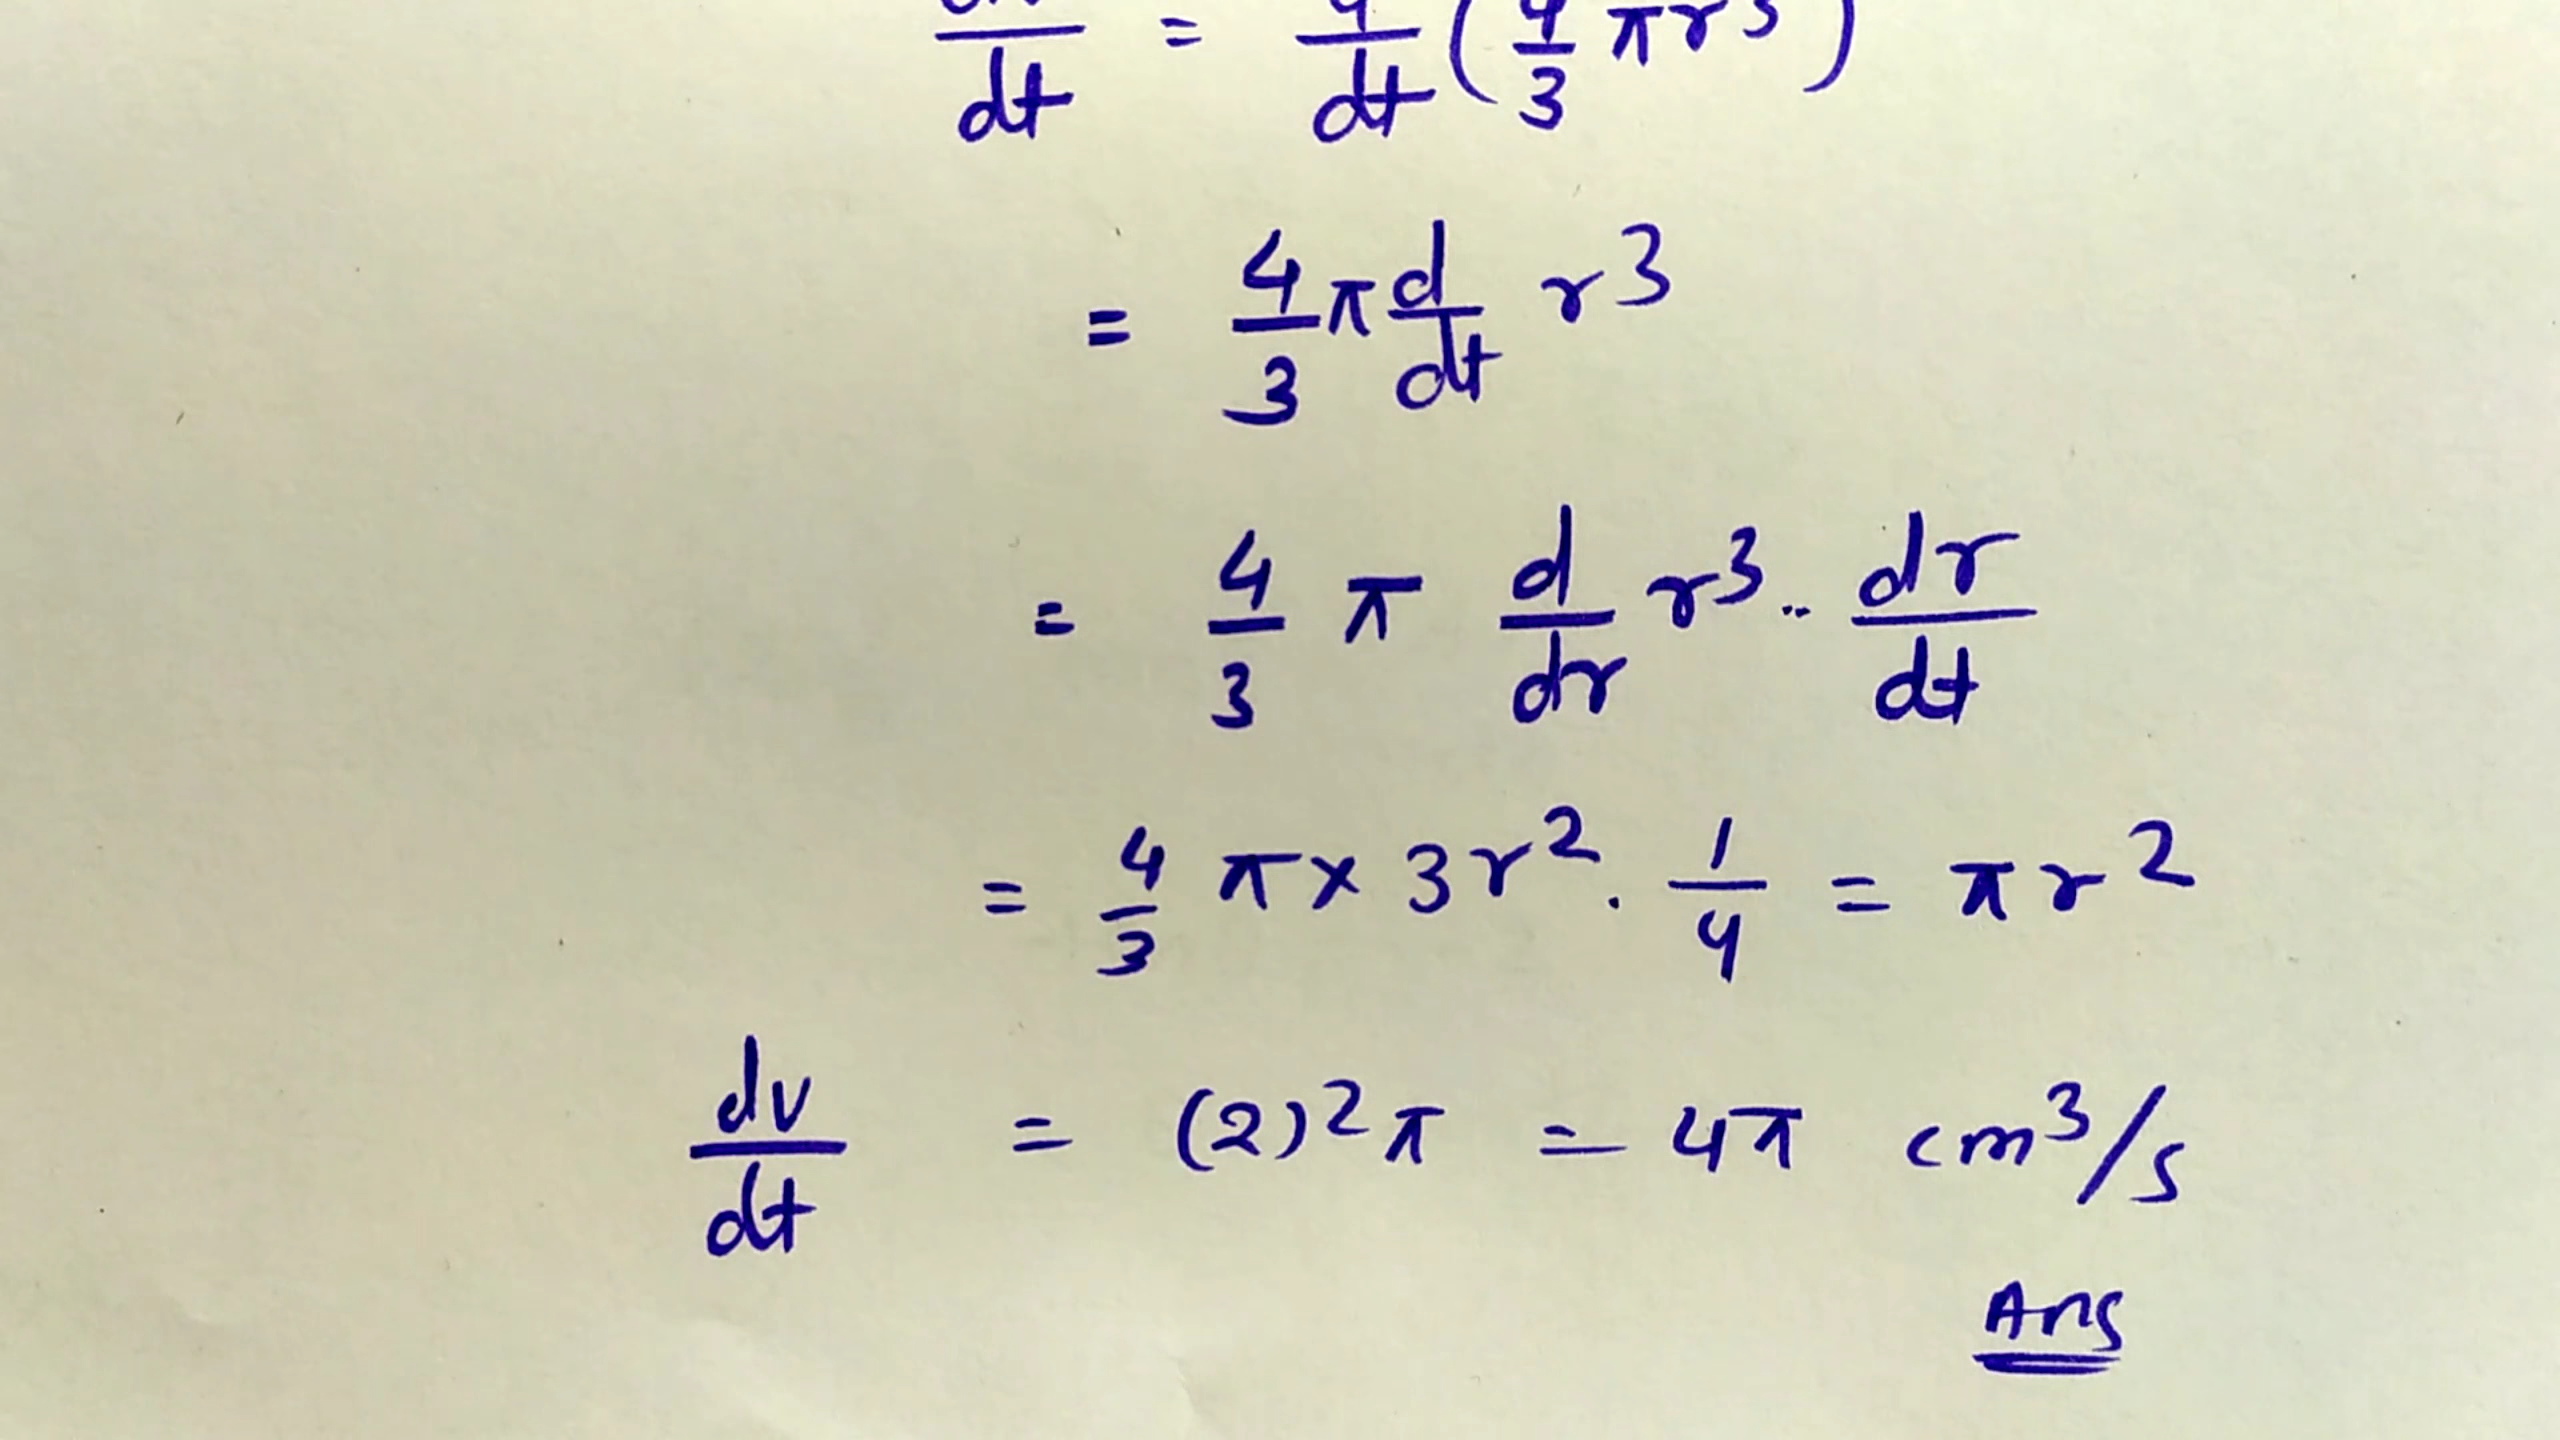 dv/dt = d/dt (4/3 πr³)
= 4/3 π d/dt r³
= 4/3 π d/dr r³ .. dr/dt
= 4/3 π × 3r² . 1/4 = πr²
dv/dt = (2)²π = 4π cm³/s
Ans